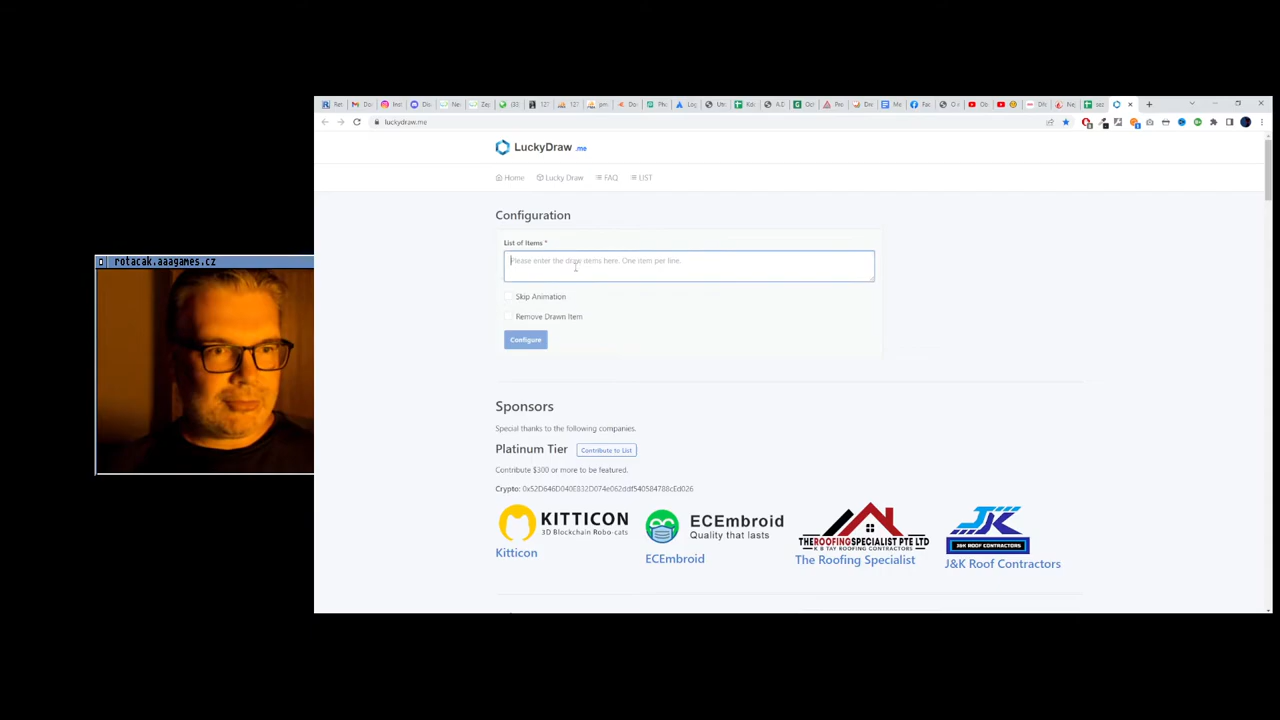 luckydraw.me
LuckyDraw .me
Home
Lucky Draw
FAQ
LIST
rotacak.aaagames.cz
Configuration
List of Items *
Please enter the draw items here. One item per line.
Skip Animation
Remove Drawn Item
Configure
Sponsors
Special thanks to the following companies.
Platinum Tier
Contribute to List
Contribute $300 or more to be featured.
KITTICON
3D Blockchain Robo-cats
Kitticon
ECEmbroid
Quality that lasts
ECEmbroid
THEROOFINGSPECIALIST PTE LTD
K B TAY ROOFING CONTRACTORS
The Roofing Specialist
JK
J&K ROOF CONTRACTORS
J&K Roof Contractors